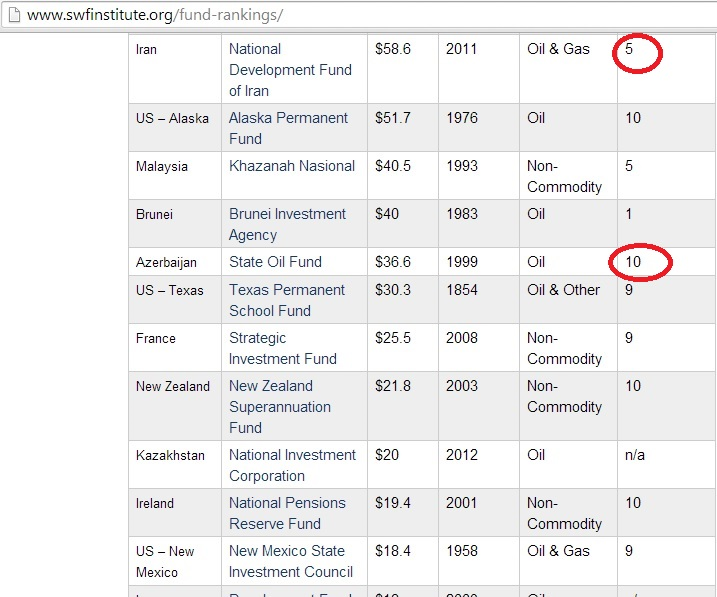 www.swfinstitute.org/fund-rankings/
Iran National $58.6 2011 Oil & Gas 5
Development Fund
of Iran
US – Alaska Alaska Permanent $51.7 1976 Oil 10
Fund
Malaysia Khazanah Nasional $40.5 1993 Non- 5
Commodity
Brunei Brunei Investment $40 1983 Oil 1
Agency
Azerbaijan State Oil Fund $36.6 1999 Oil 10
US – Texas Texas Permanent $30.3 1854 Oil & Other 9
School Fund
France Strategic $25.5 2008 Non- 9
Investment Fund Commodity
New Zealand New Zealand $21.8 2003 Non- 10
Superannuation Commodity
Fund
Kazakhstan National Investment $20 2012 Oil n/a
Corporation
Ireland National Pensions $19.4 2001 Non- 10
Reserve Fund Commodity
US – New New Mexico State $18.4 1958 Oil & Gas 9
Mexico Investment Council